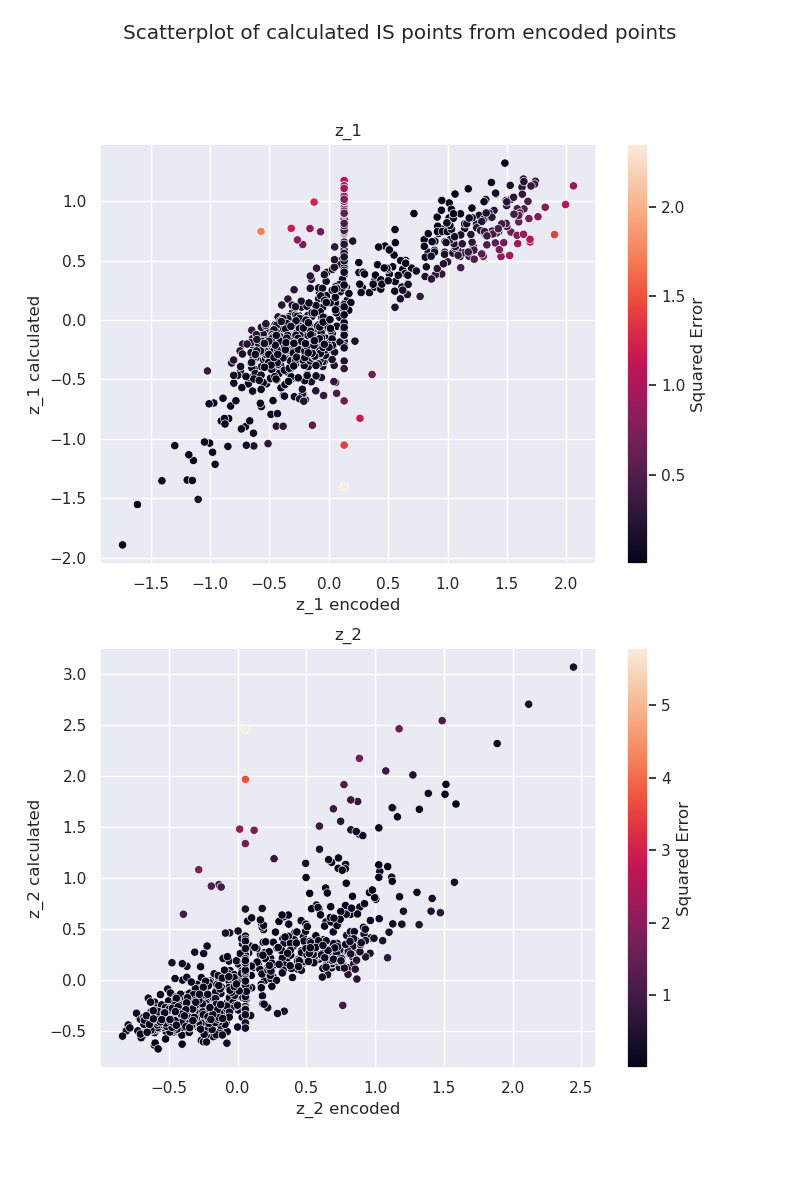 Scatterplot of calculated IS points from encoded points
z_1
1.0
0.5
0.0
−0.5
−1.0
−1.5
−2.0
z_1 calculated
−1.5 −1.0 −0.5 0.0 0.5 1.0 1.5 2.0
z_1 encoded
2.0
1.5
1.0
0.5
Squared Error
z_2
3.0
2.5
2.0
1.5
1.0
0.5
0.0
−0.5
z_2 calculated
−0.5 0.0 0.5 1.0 1.5 2.0 2.5
z_2 encoded
5
4
3
2
1
Squared Error